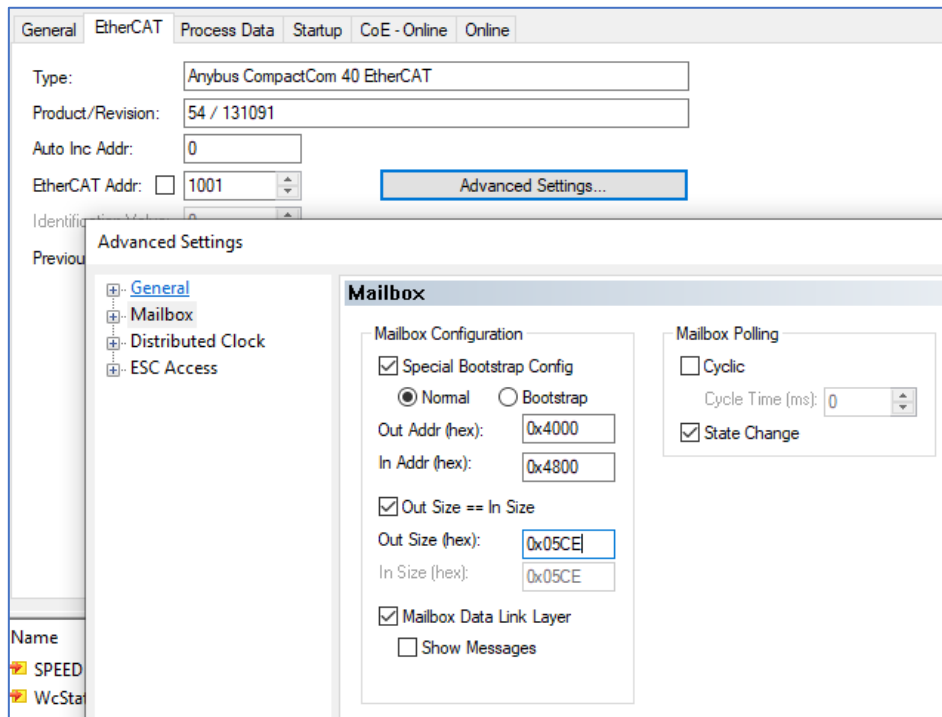 General EtherCAT Process Data Startup CoE - Online Online
Type: Anybus CompactCom 40 EtherCAT
Product/Revision: 54 / 131091
Auto Inc Addr: 0
EtherCAT Addr: 1001 Advanced Settings...
Advanced Settings
General
Mailbox
Distributed Clock
ESC Access
Mailbox
Mailbox Configuration
Special Bootstrap Config
Normal Bootstrap
Out Addr (hex): 0x4000
In Addr (hex): 0x4800
Out Size == In Size
Out Size (hex): 0x05CE
In Size (hex): 0x05CE
Mailbox Data Link Layer
Show Messages
Mailbox Polling
Cyclic
Cycle Time (ms): 0
State Change
Name
SPEED
WcSta